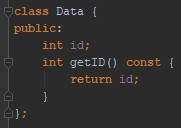 class Data {
public:
    int id;
    int getID() const {
        return id;
    }
};